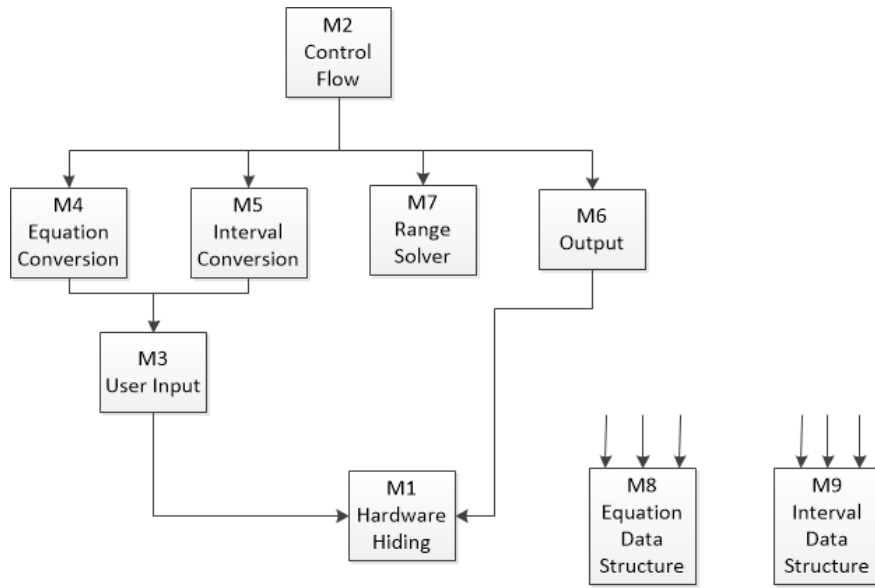 M2
Control
Flow
M4
Equation
Conversion
M5
Interval
Conversion
M7
Range
Solver
M6
Output
M3
User Input
M1
Hardware
Hiding
M8
Equation
Data
Structure
M9
Interval
Data
Structure